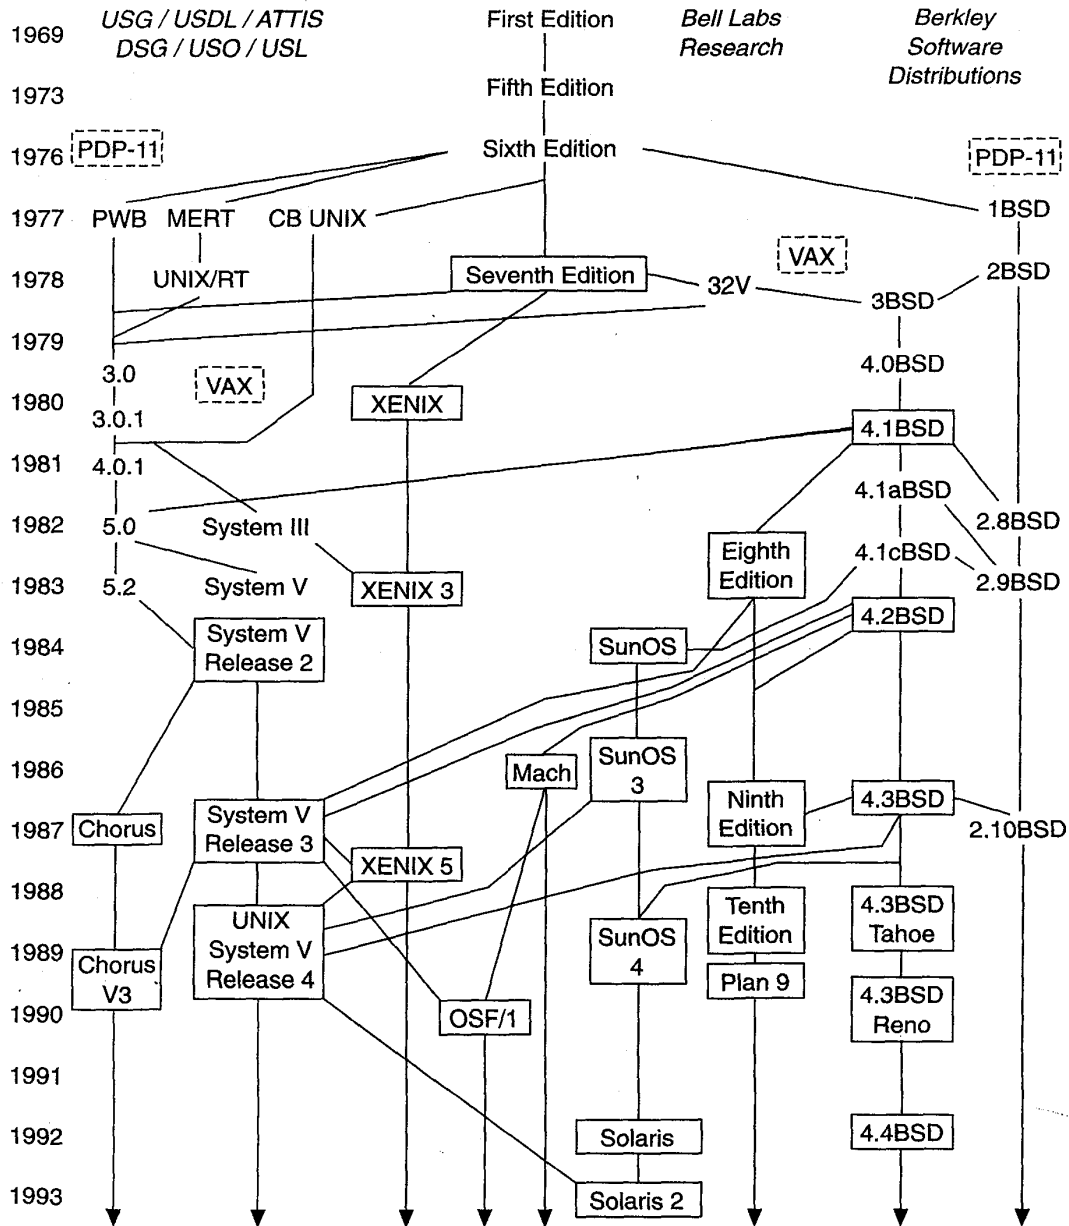 1969
USG / USDL / ATTIS
DSG / USO / USL
First Edition
Bell Labs
Research
Berkley
Software
Distributions
1973
Fifth Edition
1976
PDP-11
Sixth Edition
PDP-11
1977
PWB
MERT
CB UNIX
1BSD
1978
UNIX/RT
Seventh Edition
32V
VAX
2BSD
3BSD
1979
3.0
VAX
4.0BSD
1980
3.0.1
XENIX
4.1BSD
1981
4.0.1
4.1aBSD
1982
5.0
System III
2.8BSD
Eighth
Edition
4.1cBSD
1983
5.2
System V
XENIX 3
2.9BSD
4.2BSD
1984
System V
Release 2
SunOS
1985
1986
Mach
SunOS
3
1987
Chorus
System V
Release 3
Ninth
Edition
4.3BSD
2.10BSD
XENIX 5
1988
UNIX
System V
Release 4
Tenth
Edition
4.3BSD
Tahoe
1989
Chorus
V3
SunOS
4
Plan 9
4.3BSD
Reno
1990
OSF/1
1991
1992
Solaris
4.4BSD
1993
Solaris 2